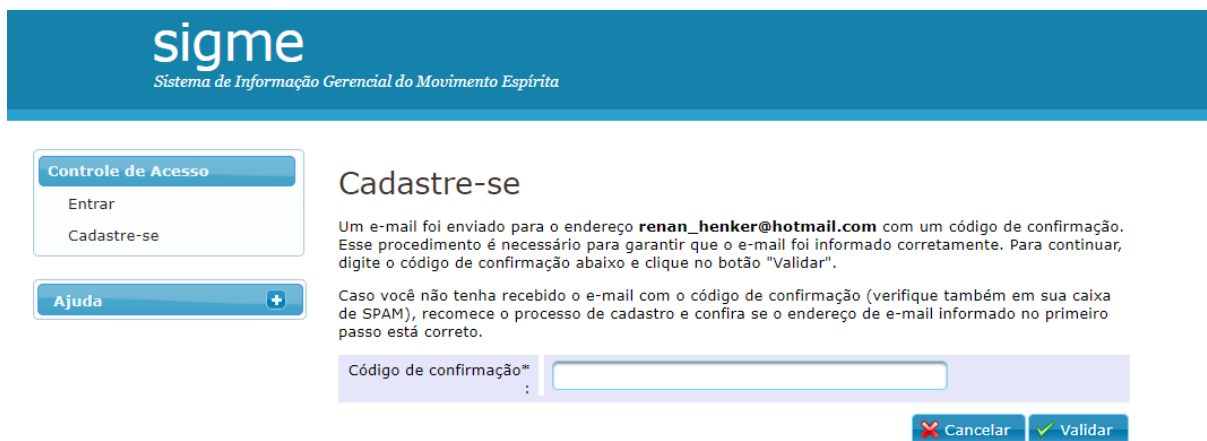 sigme
Sistema de Informação Gerencial do Movimento Espírita
Controle de Acesso
Entrar
Cadastre-se
Ajuda
Cadastre-se
Um e-mail foi enviado para o endereço renan_henker@hotmail.com com um código de confirmação.
Esse procedimento é necessário para garantir que o e-mail foi informado corretamente. Para continuar,
digite o código de confirmação abaixo e clique no botão "Validar".
Caso você não tenha recebido o e-mail com o código de confirmação (verifique também em sua caixa
de SPAM), recomece o processo de cadastro e confira se o endereço de e-mail informado no primeiro
passo está correto.
Código de confirmação*
:
Cancelar
Validar